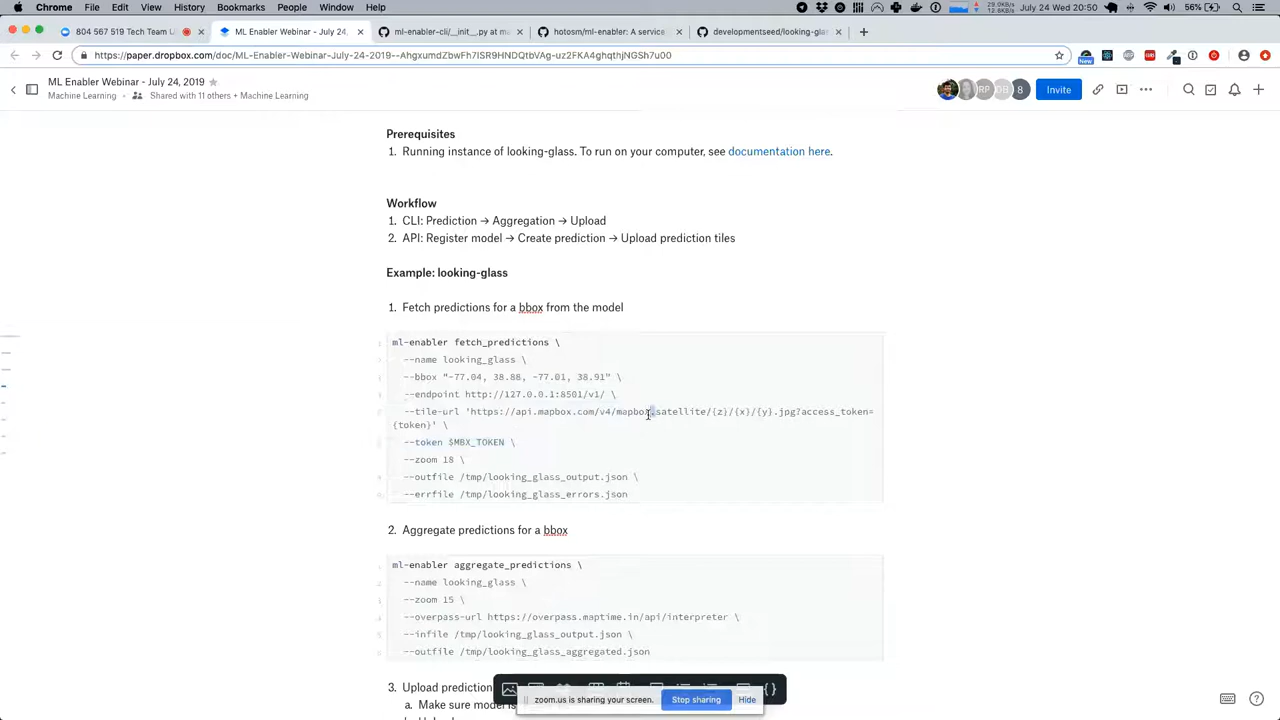 Chrome File Edit View History Bookmarks People Window Help 29.0KB/s 12.8KB/s 56% July 24 Wed 20:50
804 567 519 Tech Team U ML Enabler Webinar - July 24, ml-enabler-cli/__init__.py at m hotosm/ml-enabler: A service developmentseed/looking-gla
https://paper.dropbox.com/doc/ML-Enabler-Webinar-July-24-2019--AhgxumdZbwFh7ISR9HNDQtbVAg-uz2FKA4ghqthjNGSh7u00
New
ML Enabler Webinar - July 24, 2019
Machine Learning Shared with 11 others + Machine Learning
RP 8 Invite
Prerequisites
1. Running instance of looking-glass. To run on your computer, see documentation here.
Workflow
1. CLI: Prediction → Aggregation → Upload
2. API: Register model → Create prediction → Upload prediction tiles
Example: looking-glass
1. Fetch predictions for a bbox from the model
ml-enabler fetch_predictions \
--name looking_glass \
--bbox "-77.04, 38.88, -77.01, 38.91" \
--endpoint http://127.0.0.1:8501/v1/ \
--tile-url 'https://api.mapbox.com/v4/mapbox.satellite/{z}/{x}/{y}.jpg?access_token=
{token}' \
--token $MBX_TOKEN \
--zoom 18 \
--outfile /tmp/looking_glass_output.json \
--errfile /tmp/looking_glass_errors.json
2. Aggregate predictions for a bbox
ml-enabler aggregate_predictions \
--name looking_glass \
--zoom 15 \
--overpass-url https://overpass.maptime.in/api/interpreter \
--infile /tmp/looking_glass_output.json \
--outfile /tmp/looking_glass_aggregated.json
3. Upload prediction
a. Make sure model is
zoom.us is sharing your screen. Stop sharing Hide